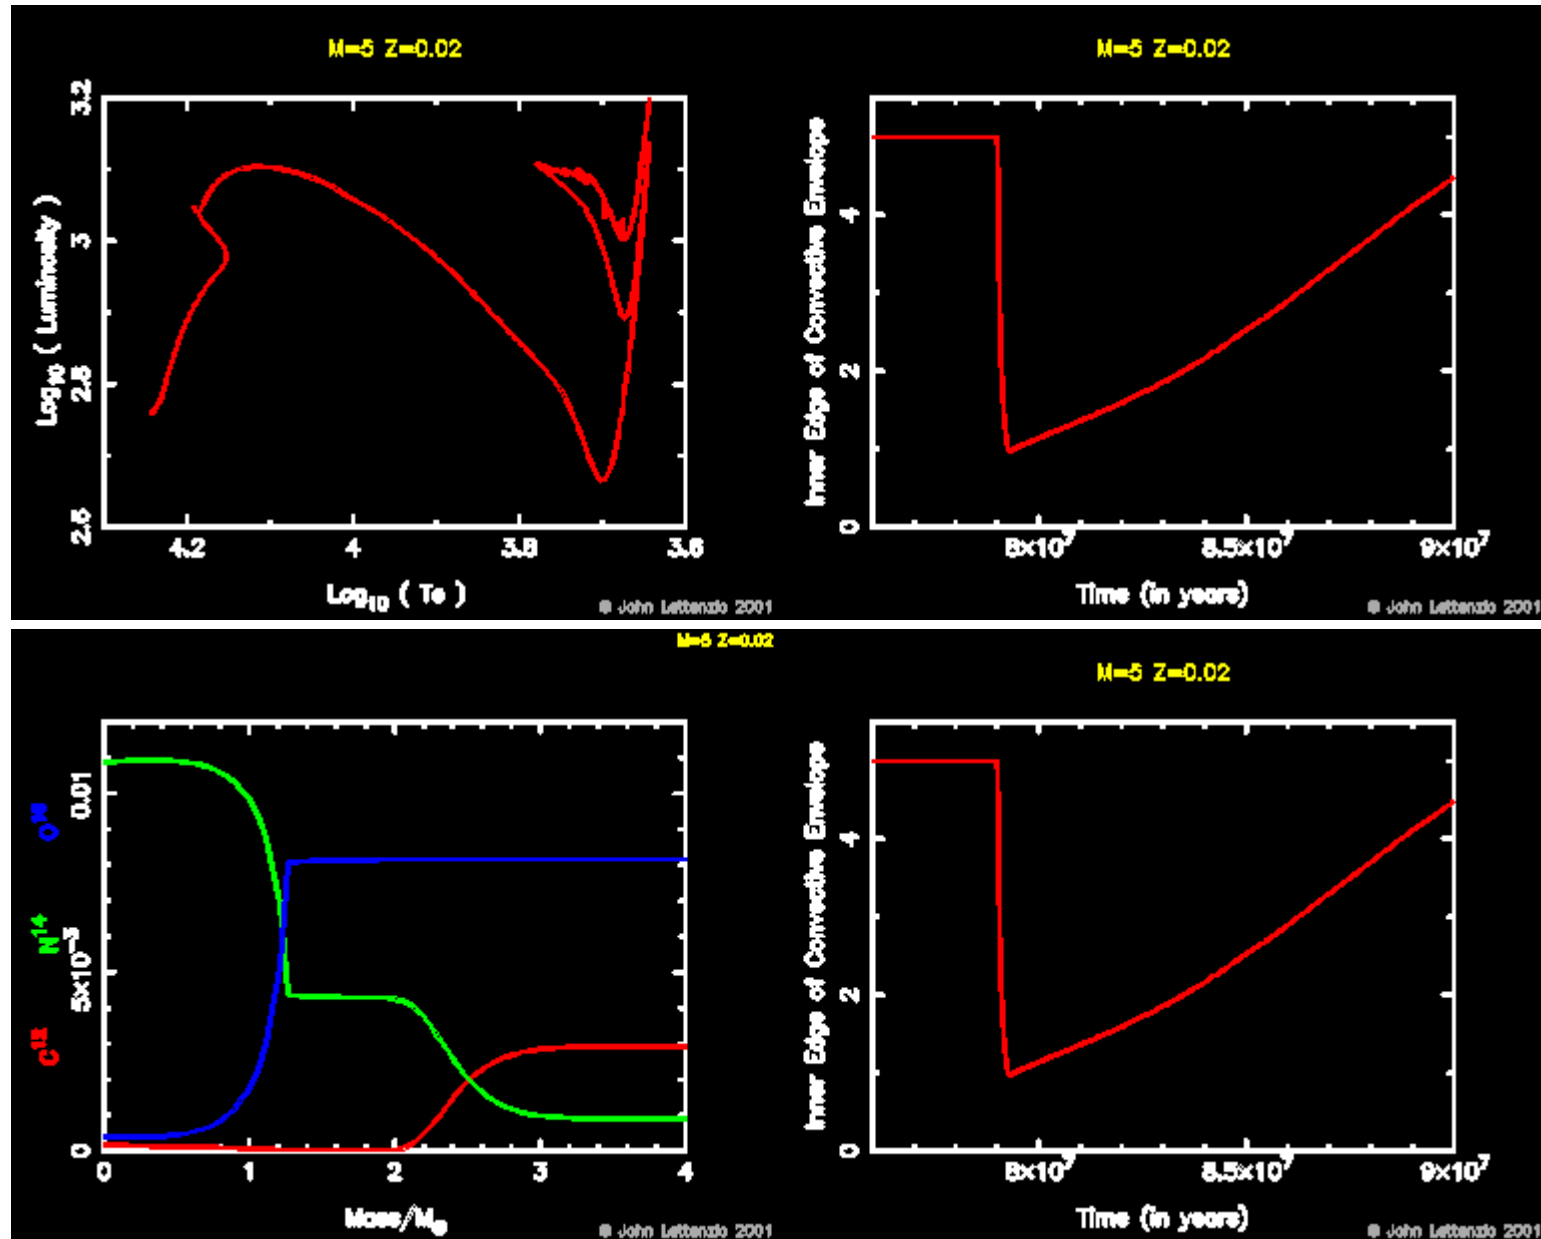 M=5 Z=0.02
3.2
3
2.8
2.6
Log10 ( Luminosity )
4.2 4 3.8 3.6
Log10 ( Te )
© John Lattanzio 2001
M=5 Z=0.02
4
2
0
Inner Edge of Convective Envelope
8×10^7 8.5×10^7 9×10^7
Time (in years)
© John Lattanzio 2001
M=5 Z=0.02
0.01
5×10^-3
0
C12 N14 O16
0 1 2 3 4
Mass/M⊙
© John Lattanzio 2001
M=5 Z=0.02
4
2
0
Inner Edge of Convective Envelope
8×10^7 8.5×10^7 9×10^7
Time (in years)
© John Lattanzio 2001